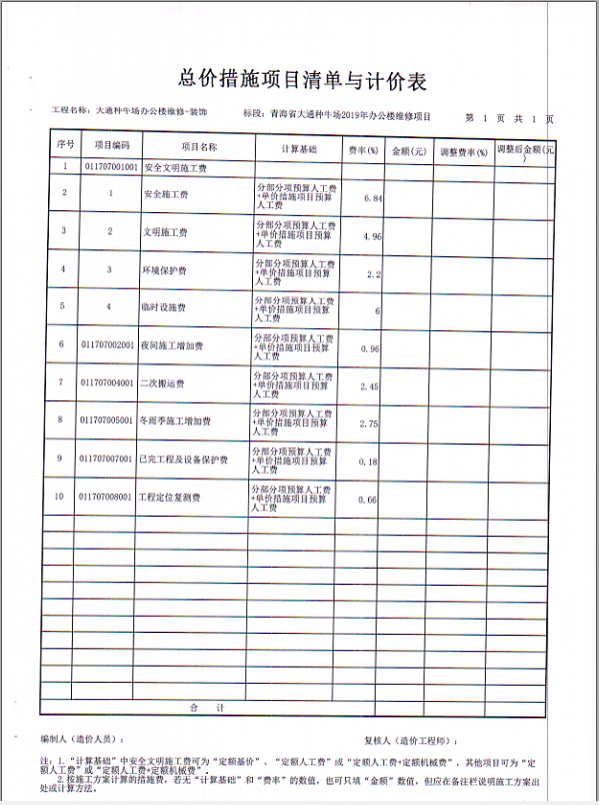 总价措施项目清单与计价表
工程名称：大通种牛场办公楼维修-装饰 标段：青海省大通种牛场2019年办公楼维修项目 第 1 页 共 1 页
序号 项目编码 项目名称 计算基础 费率(%) 金额(元) 调整费率(%) 调整后金额(元
)
1 011707001001 安全文明施工费
2 1 安全施工费 分部分项预算人工费
+单价措施项目预算
人工费 6.84
3 2 文明施工费 分部分项预算人工费
+单价措施项目预算
人工费 4.96
4 3 环境保护费 分部分项预算人工费
+单价措施项目预算
人工费 2.2
5 4 临时设施费 分部分项预算人工费
+单价措施项目预算
人工费 6
6 011707002001 夜间施工增加费 分部分项预算人工费
+单价措施项目预算
人工费 0.96
7 011707004001 二次搬运费 分部分项预算人工费
+单价措施项目预算
人工费 2.45
8 011707005001 冬雨季施工增加费 分部分项预算人工费
+单价措施项目预算
人工费 2.75
9 011707007001 已完工程及设备保护费 分部分项预算人工费
+单价措施项目预算
人工费 0.18
10 011707008001 工程定位复测费 分部分项预算人工费
+单价措施项目预算
人工费 0.66
合 计
编制人（造价人员）： 复核人（造价工程师）：
注：1.“计算基础”中安全文明施工费可为“定额基价”、“定额人工费”或“定额人工费+定额机械费”，其他项目可为“定
额人工费”或“定额人工费+定额机械费”。
2.按施工方案计算的措施费，若无“计算基础”和“费率”的数值，也可只填“金额”数值，但应在备注栏说明施工方案出
处或计算方法。